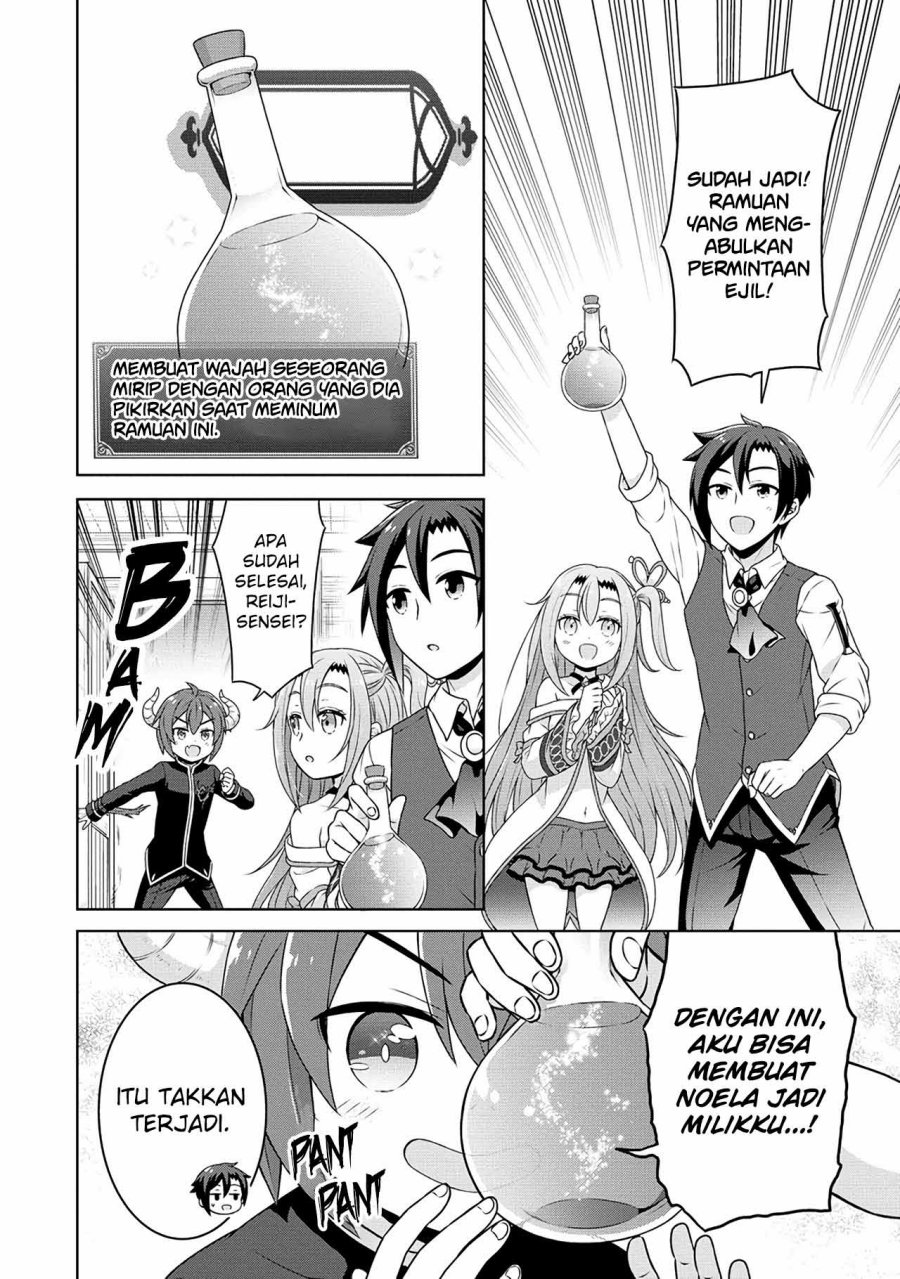 SUDAH JADI!
RAMUAN
YANG MENG-
ABULKAN
PERMINTAAN
EJIL!
MEMBUAT WAJAH SESEORANG
MIRIP DENGAN ORANG YANG DIA
PIKIRKAN SAAT MEMINUM
RAMUAN INI.
APA
SUDAH
SELESAI,
REIJI-
SENSEI?
BAM
DENGAN INI,
AKU BISA
MEMBUAT
NOELA JADI
MILIKKU...!
PANT
PANT
ITU TAKKAN
TERJADI.